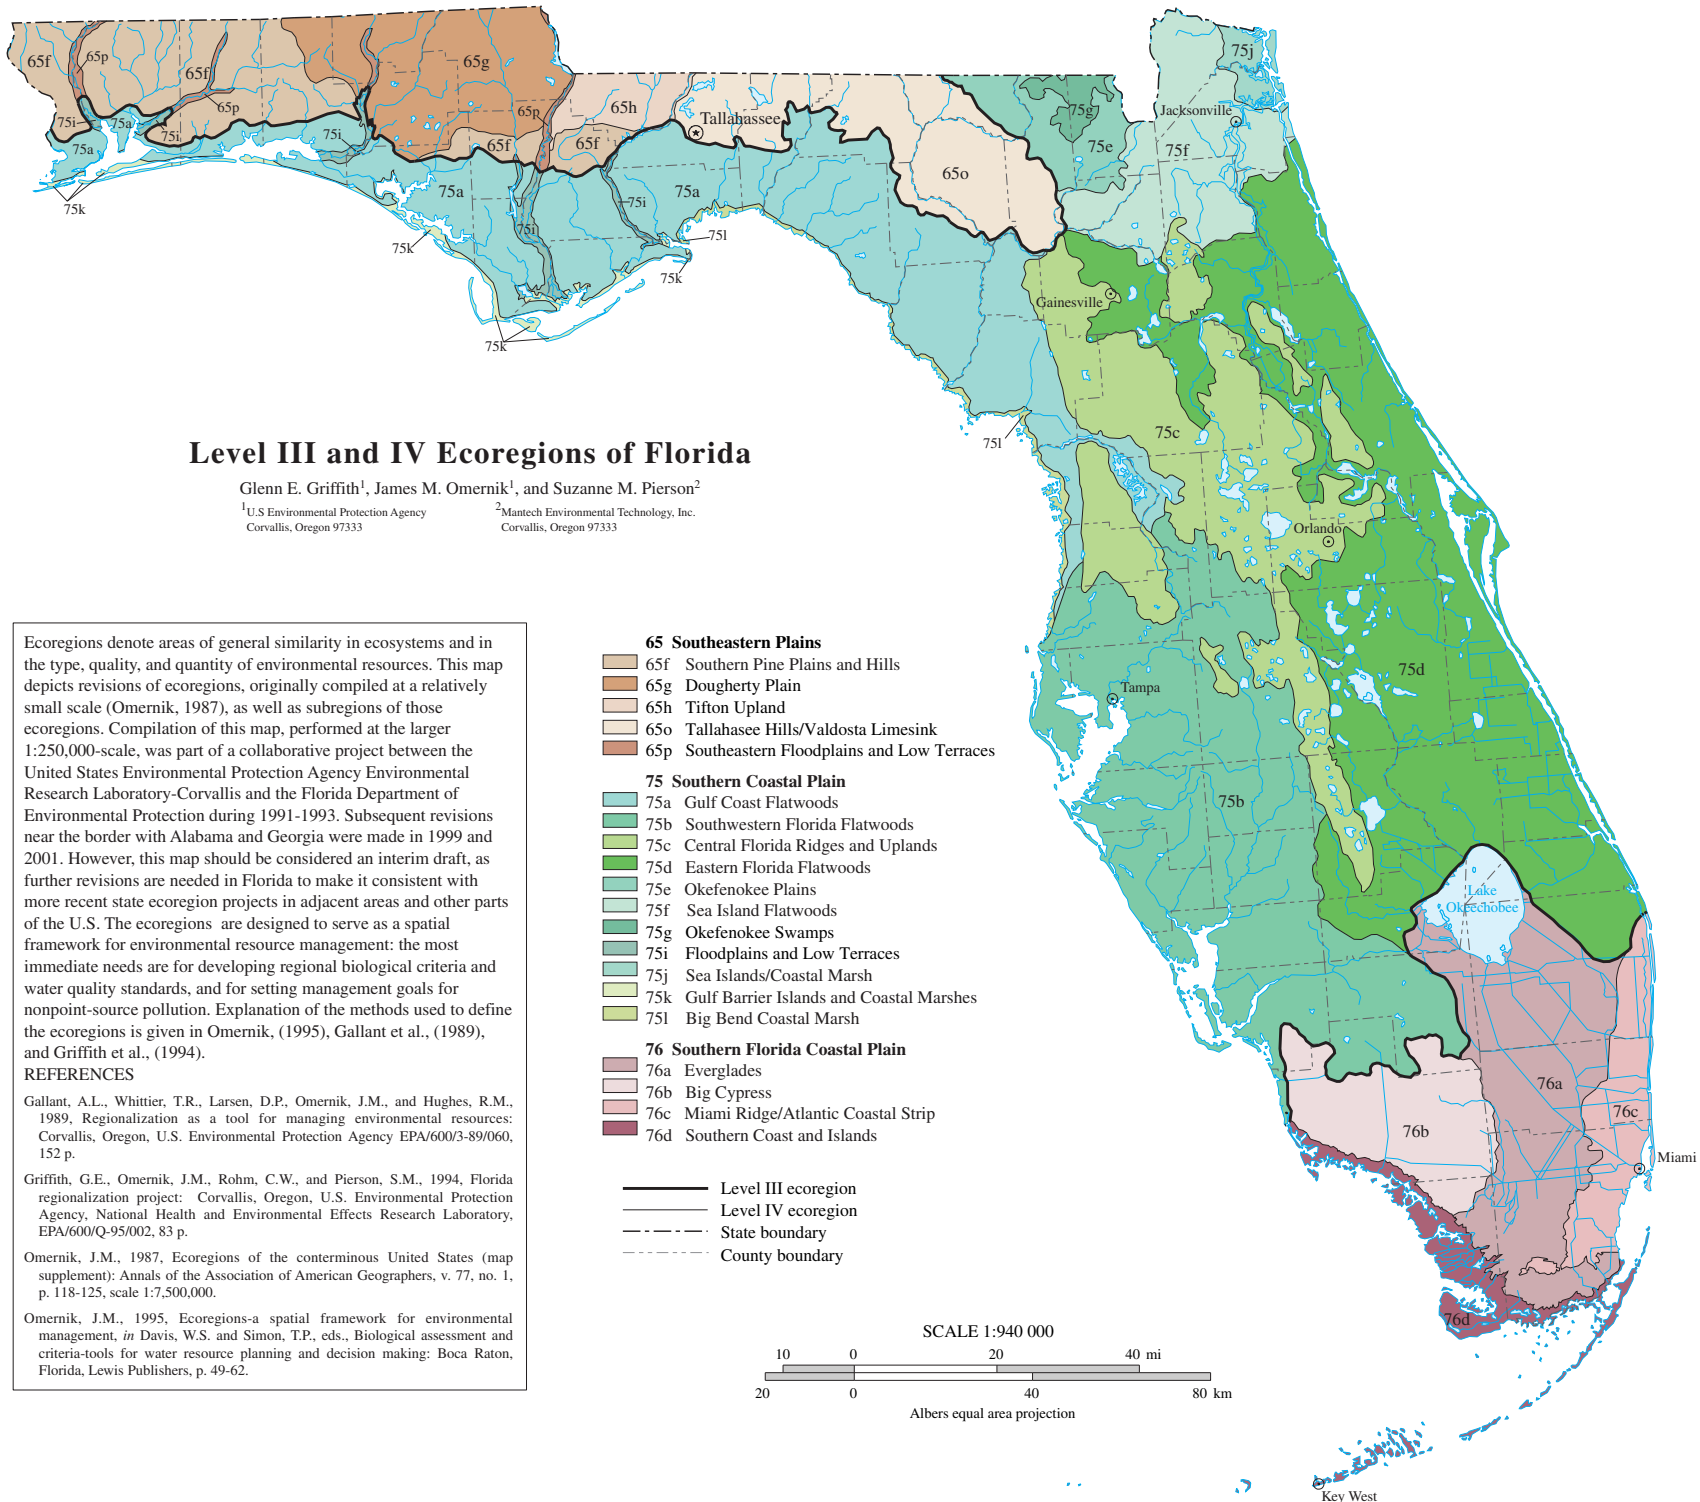 65f
65p
65f
65p
65g
65p
65h
65f
65f
Tallahassee
65o
75g
75e
75f
75j
Jacksonville
75i
75a
75i
75a
75i
75k
75a
75k
75i
75i
75a
75l
75k
75k
Gainesville
75c
75l
Orlando
Tampa
75d
75b
Lake
Okeechobee
76a
76b
76c
Miami
76d
Key West
Level III and IV Ecoregions of Florida
Glenn E. Griffith1, James M. Omernik1, and Suzanne M. Pierson2
1U.S Environmental Protection Agency
Corvallis, Oregon 97333
2Mantech Environmental Technology, Inc.
Corvallis, Oregon 97333
Ecoregions denote areas of general similarity in ecosystems and in
the type, quality, and quantity of environmental resources. This map
depicts revisions of ecoregions, originally compiled at a relatively
small scale (Omernik, 1987), as well as subregions of those
ecoregions. Compilation of this map, performed at the larger
1:250,000-scale, was part of a collaborative project between the
United States Environmental Protection Agency Environmental
Research Laboratory-Corvallis and the Florida Department of
Environmental Protection during 1991-1993. Subsequent revisions
near the border with Alabama and Georgia were made in 1999 and
2001. However, this map should be considered an interim draft, as
further revisions are needed in Florida to make it consistent with
more recent state ecoregion projects in adjacent areas and other parts
of the U.S. The ecoregions are designed to serve as a spatial
framework for environmental resource management: the most
immediate needs are for developing regional biological criteria and
water quality standards, and for setting management goals for
nonpoint-source pollution. Explanation of the methods used to define
the ecoregions is given in Omernik, (1995), Gallant et al., (1989),
and Griffith et al., (1994).
REFERENCES
Gallant, A.L., Whittier, T.R., Larsen, D.P., Omernik, J.M., and Hughes, R.M.,
1989, Regionalization as a tool for managing environmental resources:
Corvallis, Oregon, U.S. Environmental Protection Agency EPA/600/3-89/060,
152 p.
Griffith, G.E., Omernik, J.M., Rohm, C.W., and Pierson, S.M., 1994, Florida
regionalization project: Corvallis, Oregon, U.S. Environmental Protection
Agency, National Health and Environmental Effects Research Laboratory,
EPA/600/Q-95/002, 83 p.
Omernik, J.M., 1987, Ecoregions of the conterminous United States (map
supplement): Annals of the Association of American Geographers, v. 77, no. 1,
p. 118-125, scale 1:7,500,000.
Omernik, J.M., 1995, Ecoregions-a spatial framework for environmental
management, in Davis, W.S. and Simon, T.P., eds., Biological assessment and
criteria-tools for water resource planning and decision making: Boca Raton,
Florida, Lewis Publishers, p. 49-62.
65 Southeastern Plains
65f Southern Pine Plains and Hills
65g Dougherty Plain
65h Tifton Upland
65o Tallahasee Hills/Valdosta Limesink
65p Southeastern Floodplains and Low Terraces
75 Southern Coastal Plain
75a Gulf Coast Flatwoods
75b Southwestern Florida Flatwoods
75c Central Florida Ridges and Uplands
75d Eastern Florida Flatwoods
75e Okefenokee Plains
75f Sea Island Flatwoods
75g Okefenokee Swamps
75i Floodplains and Low Terraces
75j Sea Islands/Coastal Marsh
75k Gulf Barrier Islands and Coastal Marshes
75l Big Bend Coastal Marsh
76 Southern Florida Coastal Plain
76a Everglades
76b Big Cypress
76c Miami Ridge/Atlantic Coastal Strip
76d Southern Coast and Islands
Level III ecoregion
Level IV ecoregion
State boundary
County boundary
SCALE 1:940 000
10 0 20 40 mi
20 0 40 80 km
Albers equal area projection